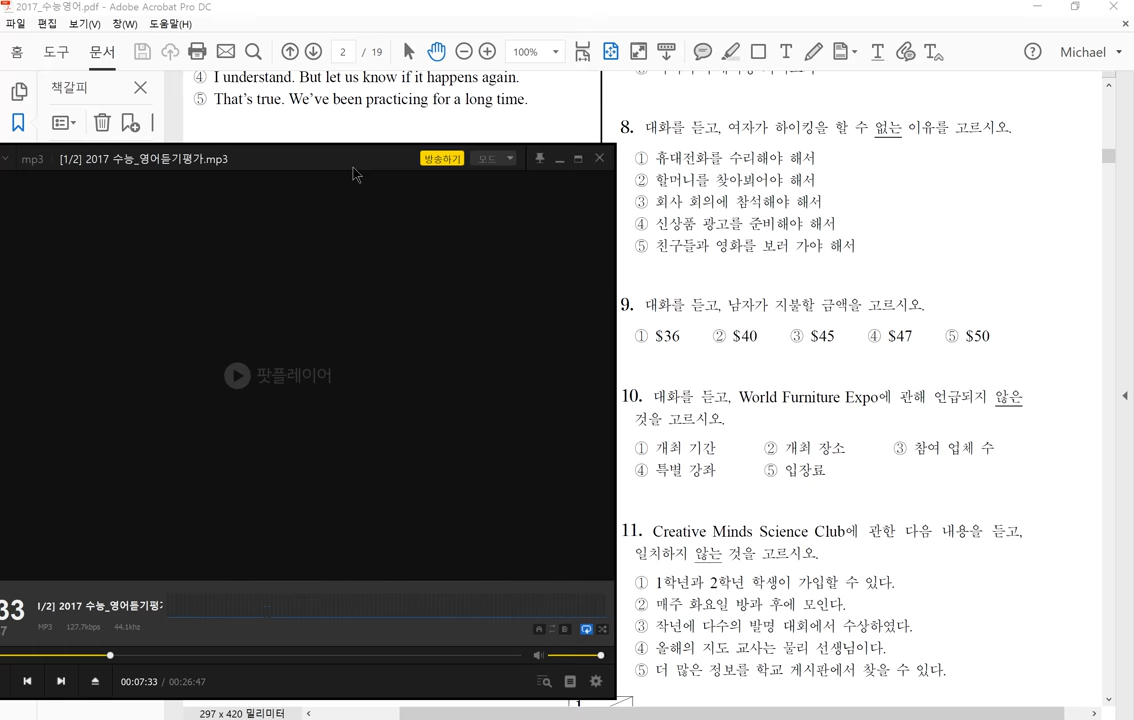 2017_수능영어.pdf - Adobe Acrobat Pro DC
파일 편집 보기(V) 창(W) 도움말(H)
홈 도구 문서 2 / 19 100% Michael
책갈피
④ I understand. But let us know if it happens again.
⑤ That's true. We've been practicing for a long time.
mp3 [1/2] 2017 수능_영어듣기평가.mp3 방송하기 모드
팟플레이어
33 I/2] 2017 수능_영어듣기평
7 MP3 127.7kbps 44.1khz
A B
00:07:33 / 00:26:47
8. 대화를 듣고, 여자가 하이킹을 할 수 없는 이유를 고르시오.
① 휴대전화를 수리해야 해서
② 할머니를 찾아뵈어야 해서
③ 회사 회의에 참석해야 해서
④ 신상품 광고를 준비해야 해서
⑤ 친구들과 영화를 보러 가야 해서
9. 대화를 듣고, 남자가 지불할 금액을 고르시오.
① $36 ② $40 ③ $45 ④ $47 ⑤ $50
10. 대화를 듣고, World Furniture Expo에 관해 언급되지 않은
것을 고르시오.
① 개최 기간 ② 개최 장소 ③ 참여 업체 수
④ 특별 강좌 ⑤ 입장료
11. Creative Minds Science Club에 관한 다음 내용을 듣고,
일치하지 않는 것을 고르시오.
① 1학년과 2학년 학생이 가입할 수 있다.
② 매주 화요일 방과 후에 모인다.
③ 작년에 다수의 발명 대회에서 수상하였다.
④ 올해의 지도 교사는 물리 선생님이다.
⑤ 더 많은 정보를 학교 게시판에서 찾을 수 있다.
1
297 x 420 밀리미터